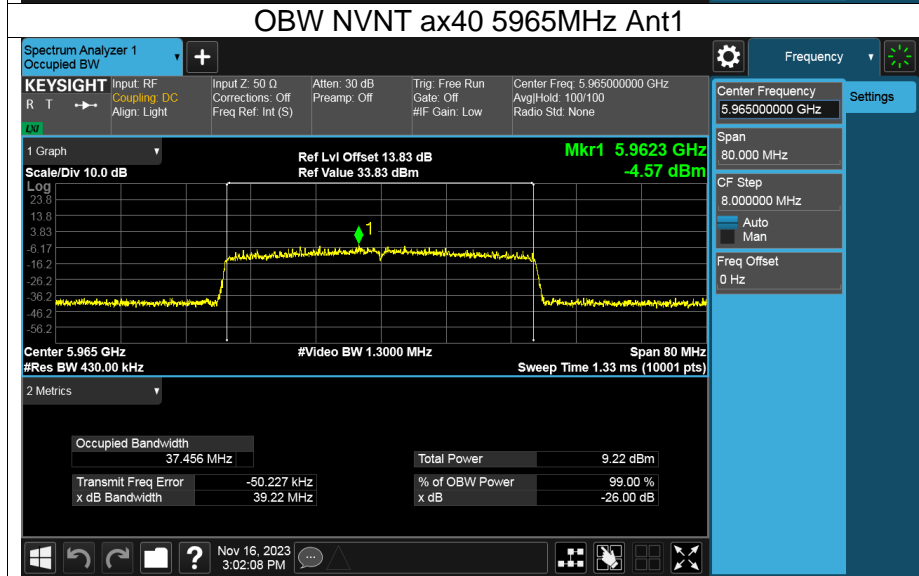 OBW NVNT ax40 5965MHz Ant1
Spectrum Analyzer 1
Occupied BW
+
Frequency
KEYSIGHT
R T
LXI
Input: RF
Coupling: DC
Align: Light
Input Z: 50 Ω
Corrections: Off
Freq Ref: Int (S)
Atten: 30 dB
Preamp: Off
Trig: Free Run
Gate: Off
#IF Gain: Low
Center Freq: 5.965000000 GHz
Avg|Hold: 100/100
Radio Std: None
Center Frequency
5.965000000 GHz
Settings
Span
80.000 MHz
CF Step
8.000000 MHz
Auto
Man
Freq Offset
0 Hz
1 Graph
Ref Lvl Offset 13.83 dB
Mkr1 5.9623 GHz
Scale/Div 10.0 dB
Ref Value 33.83 dBm
-4.57 dBm
Log
23.8
13.8
3.83
-6.17
-16.2
-26.2
-36.2
-46.2
-56.2
1
Center 5.965 GHz
#Video BW 1.3000 MHz
Span 80 MHz
#Res BW 430.00 kHz
Sweep Time 1.33 ms (10001 pts)
2 Metrics
Occupied Bandwidth
37.456 MHz
Total Power 9.22 dBm
Transmit Freq Error -50.227 kHz
% of OBW Power 99.00 %
x dB Bandwidth 39.22 MHz
x dB -26.00 dB
?
Nov 16, 2023
3:02:08 PM